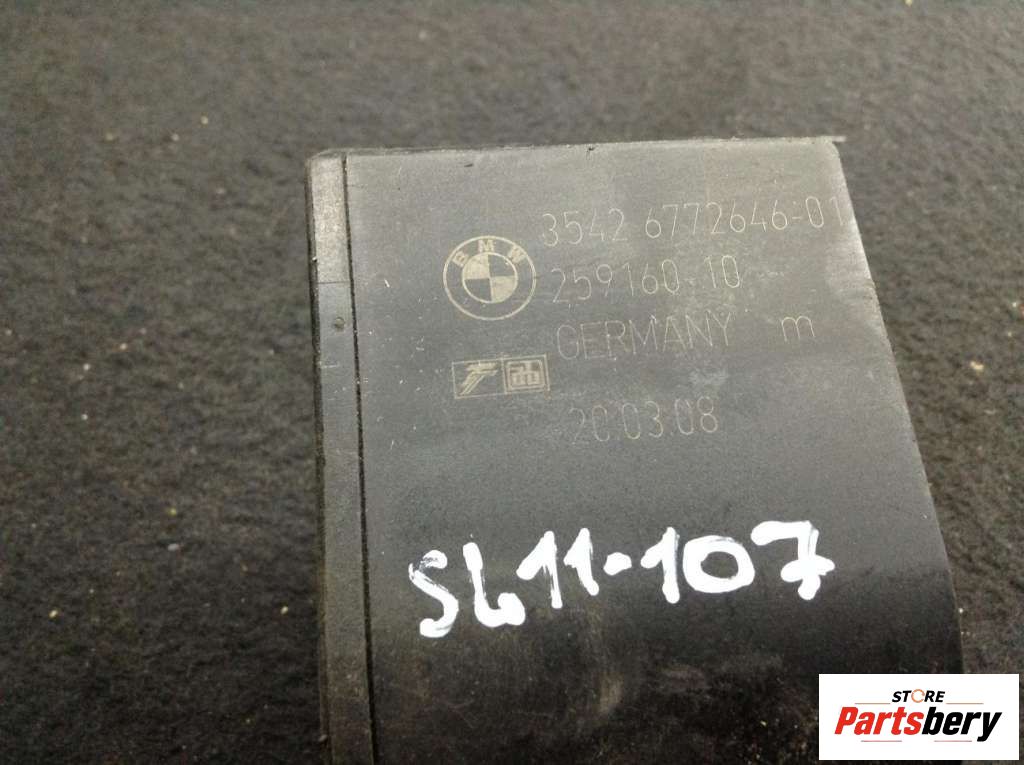 3542 6772646-01
BMW
259160-10
GERMANY m
20.03.08
SL11-107
STORE
Partsbery